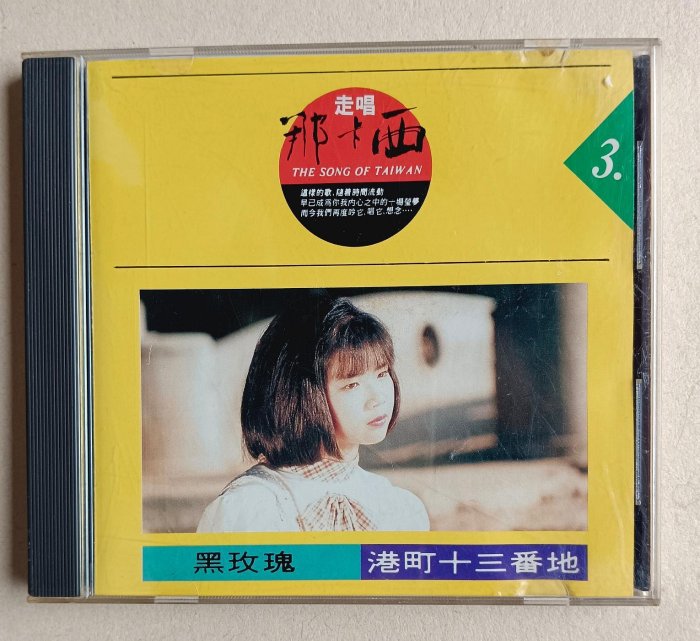 走唱
那卡西
THE SONG OF TAIWAN
這樣的歌，隨著時間流動
早已成為你我內心之中的一場聲夢
而今我們再度吟它，唱它，想念‧‧‧‧
3.
黑玫瑰
港町十三番地